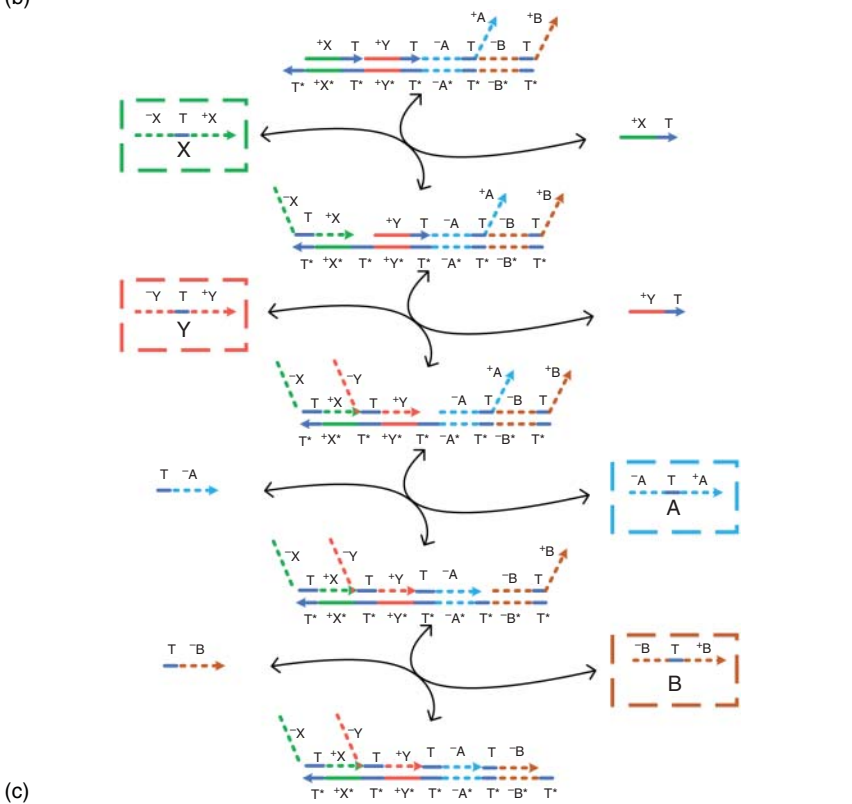 (b)
⁺A ⁺B
⁺X T ⁺Y T ⁻A T ⁻B T
T* ⁺X* T* ⁺Y* T* ⁻A* T* ⁻B* T*
⁻X T ⁺X
X
⁺X T
⁻X ⁺A ⁺B
T ⁺X ⁺Y T ⁻A T ⁻B T
T* ⁺X* T* ⁺Y* T* ⁻A* T* ⁻B* T*
⁻Y T ⁺Y
Y
⁺Y T
⁻X ⁻Y ⁺A ⁺B
T ⁺X T ⁺Y ⁻A T ⁻B T
T* ⁺X* T* ⁺Y* T* ⁻A* T* ⁻B* T*
T ⁻A
⁻A T ⁺A
A
⁻X ⁻Y ⁺B
T ⁺X T ⁺Y T ⁻A ⁻B T
T* ⁺X* T* ⁺Y* T* ⁻A* T* ⁻B* T*
T ⁻B
⁻B T ⁺B
B
⁻X ⁻Y
T ⁺X T ⁺Y T ⁻A T ⁻B
(c)
T* ⁺X* T* ⁺Y* T* ⁻A* T* ⁻B* T*